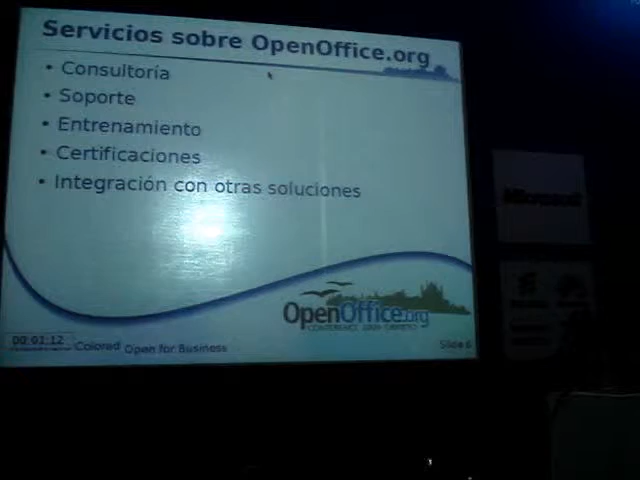 Servicios sobre OpenOffice.org
• Consultoría
• Soporte
• Entrenamiento
• Certificaciones
• Integración con otras soluciones
OpenOffice.org
00:01:12
Colored Open for Business
Slide 6
Microsoft